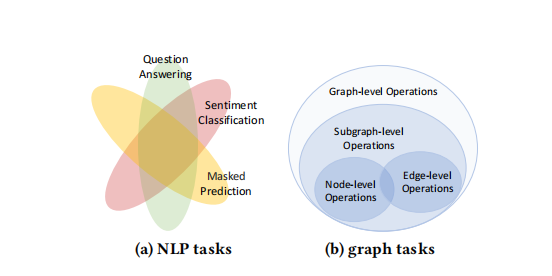 Question
Answering
Sentiment
Classification
Masked
Prediction
(a) NLP tasks
Graph-level Operations
Subgraph-level
Operations
Node-level
Operations
Edge-level
Operations
(b) graph tasks